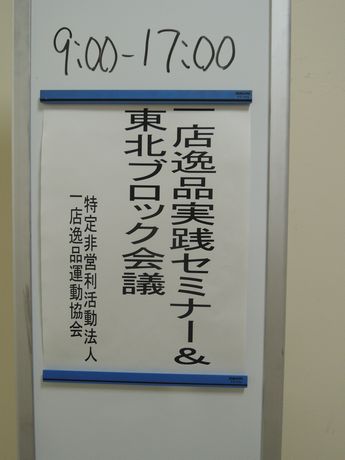 9:00-17:00
一店逸品実践セミナー&
東北ブロック会議
特定非営利活動法人
一店逸品運動協会